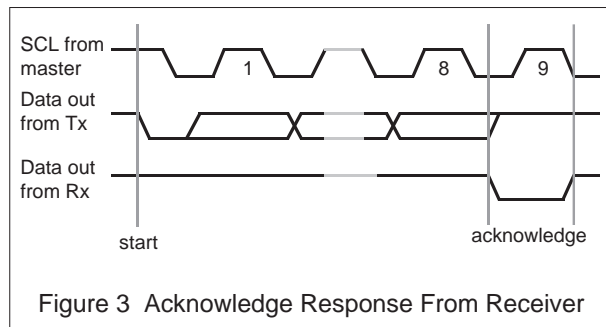 SCL from
master
1
8
9
Data out
from Tx
Data out
from Rx
start
acknowledge
Figure 3 Acknowledge Response From Receiver